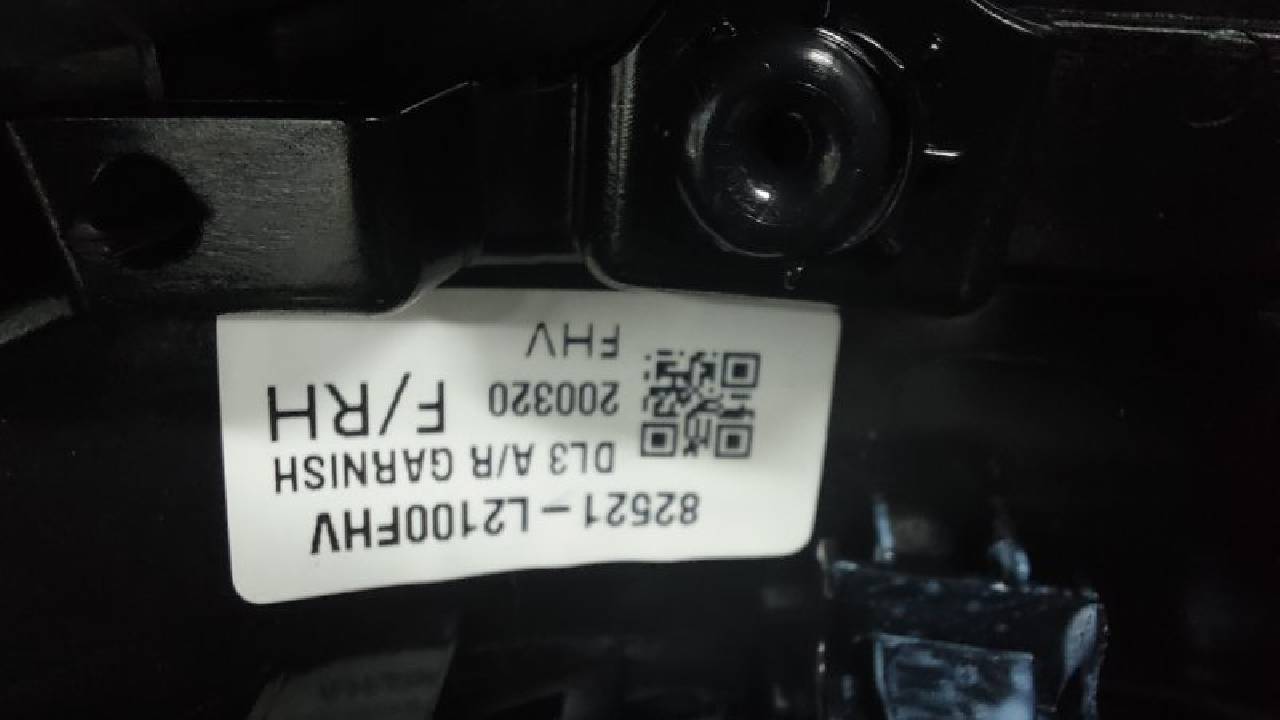 82521-L2100FHV
DL3 A/R GARNISH
200320 F/RH
FHV